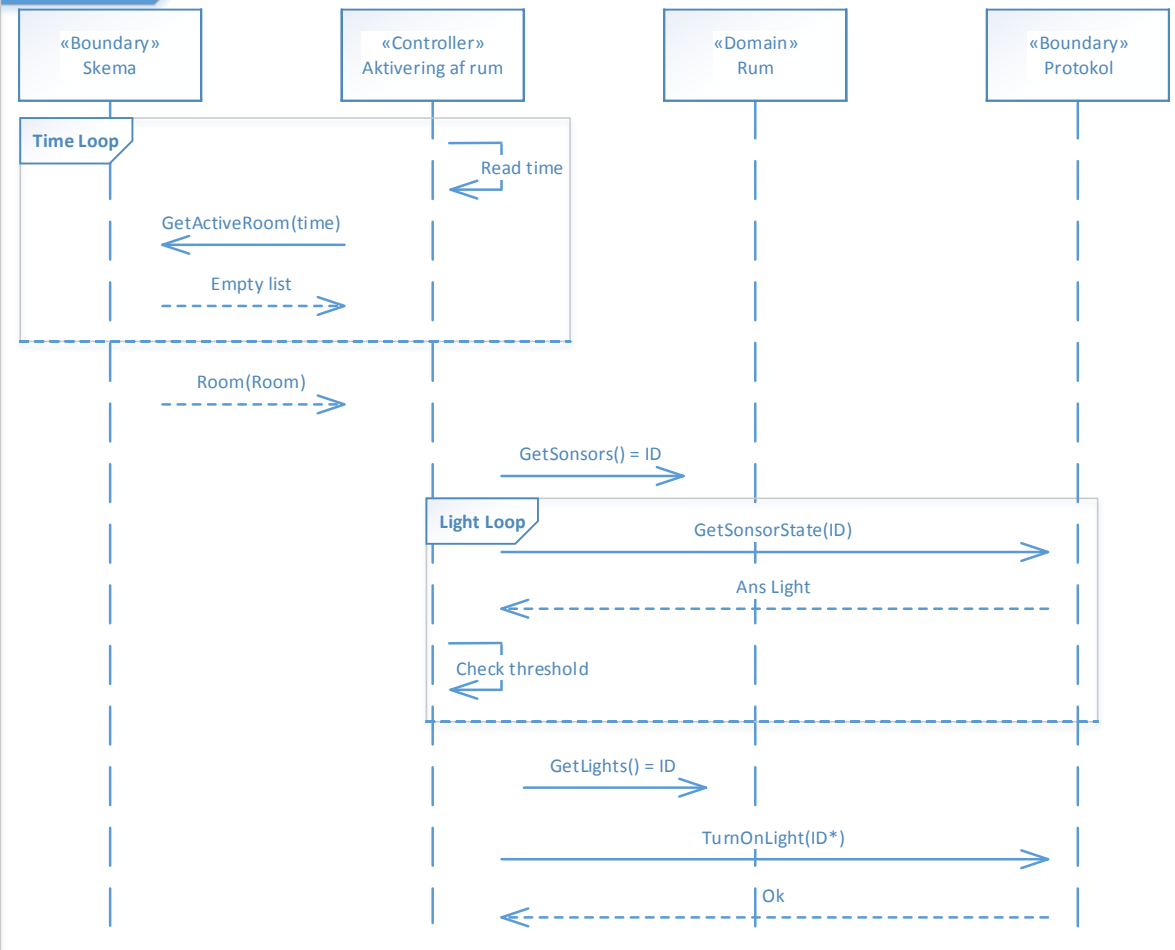 «Boundary»
Skema
«Controller»
Aktivering af rum
«Domain»
Rum
«Boundary»
Protokol
Time Loop
Read time
GetActiveRoom(time)
Empty list
Room(Room)
GetSonsors() = ID
Light Loop
GetSonsorState(ID)
Ans Light
Check threshold
GetLights() = ID
TurnOnLight(ID*)
Ok